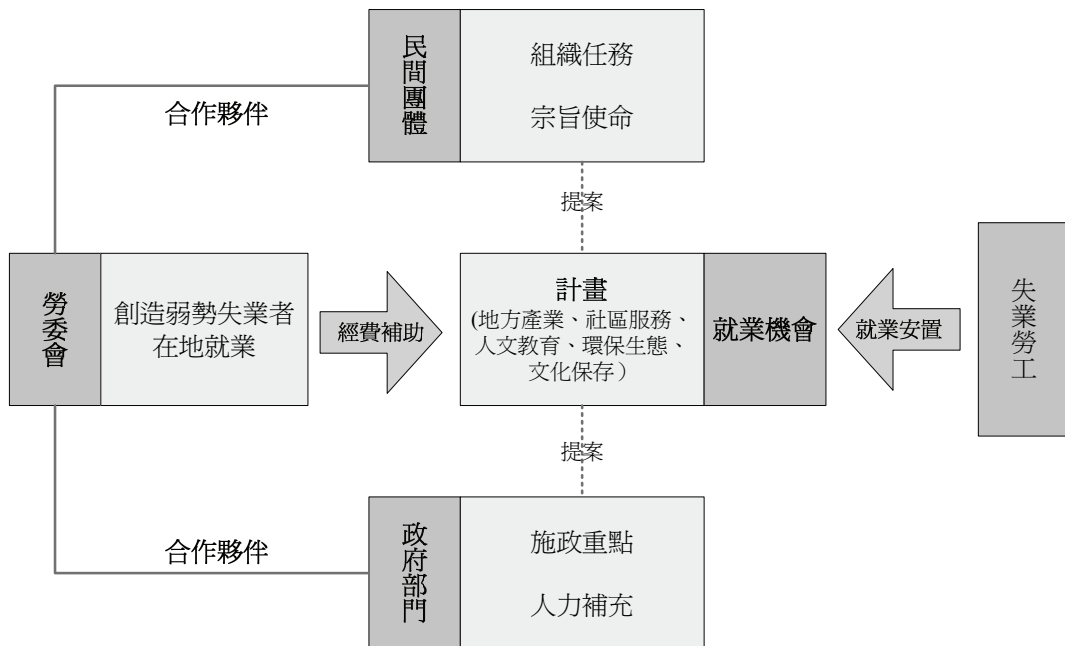 民間團體
組織任務
宗旨使命
合作夥伴
提案
勞委會
創造弱勢失業者
在地就業
經費補助
計畫
(地方產業、社區服務、
人文教育、環保生態、
文化保存）
就業機會
就業安置
失業勞工
提案
合作夥伴
政府部門
施政重點
人力補充